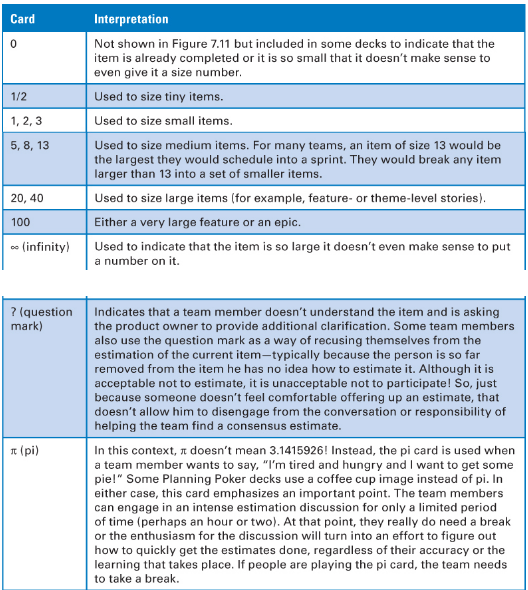 Card Interpretation
0 Not shown in Figure 7.11 but included in some decks to indicate that the
item is already completed or it is so small that it doesn't make sense to
even give it a size number.
1/2 Used to size tiny items.
1, 2, 3 Used to size small items.
5, 8, 13 Used to size medium items. For many teams, an item of size 13 would be
the largest they would schedule into a sprint. They would break any item
larger than 13 into a set of smaller items.
20, 40 Used to size large items (for example, feature- or theme-level stories).
100 Either a very large feature or an epic.
∞ (infinity) Used to indicate that the item is so large it doesn't even make sense to put
a number on it.
? (question Indicates that a team member doesn't understand the item and is asking
mark) the product owner to provide additional clarification. Some team members
also use the question mark as a way of recusing themselves from the
estimation of the current item—typically because the person is so far
removed from the item he has no idea how to estimate it. Although it is
acceptable not to estimate, it is unacceptable not to participate! So, just
because someone doesn't feel comfortable offering up an estimate, that
doesn't allow him to disengage from the conversation or responsibility of
helping the team find a consensus estimate.
π (pi) In this context, π doesn't mean 3.1415926! Instead, the pi card is used when
a team member wants to say, "I'm tired and hungry and I want to get some
pie!" Some Planning Poker decks use a coffee cup image instead of pi. In
either case, this card emphasizes an important point. The team members
can engage in an intense estimation discussion for only a limited period
of time (perhaps an hour or two). At that point, they really do need a break
or the enthusiasm for the discussion will turn into an effort to figure out
how to quickly get the estimates done, regardless of their accuracy or the
learning that takes place. If people are playing the pi card, the team needs
to take a break.